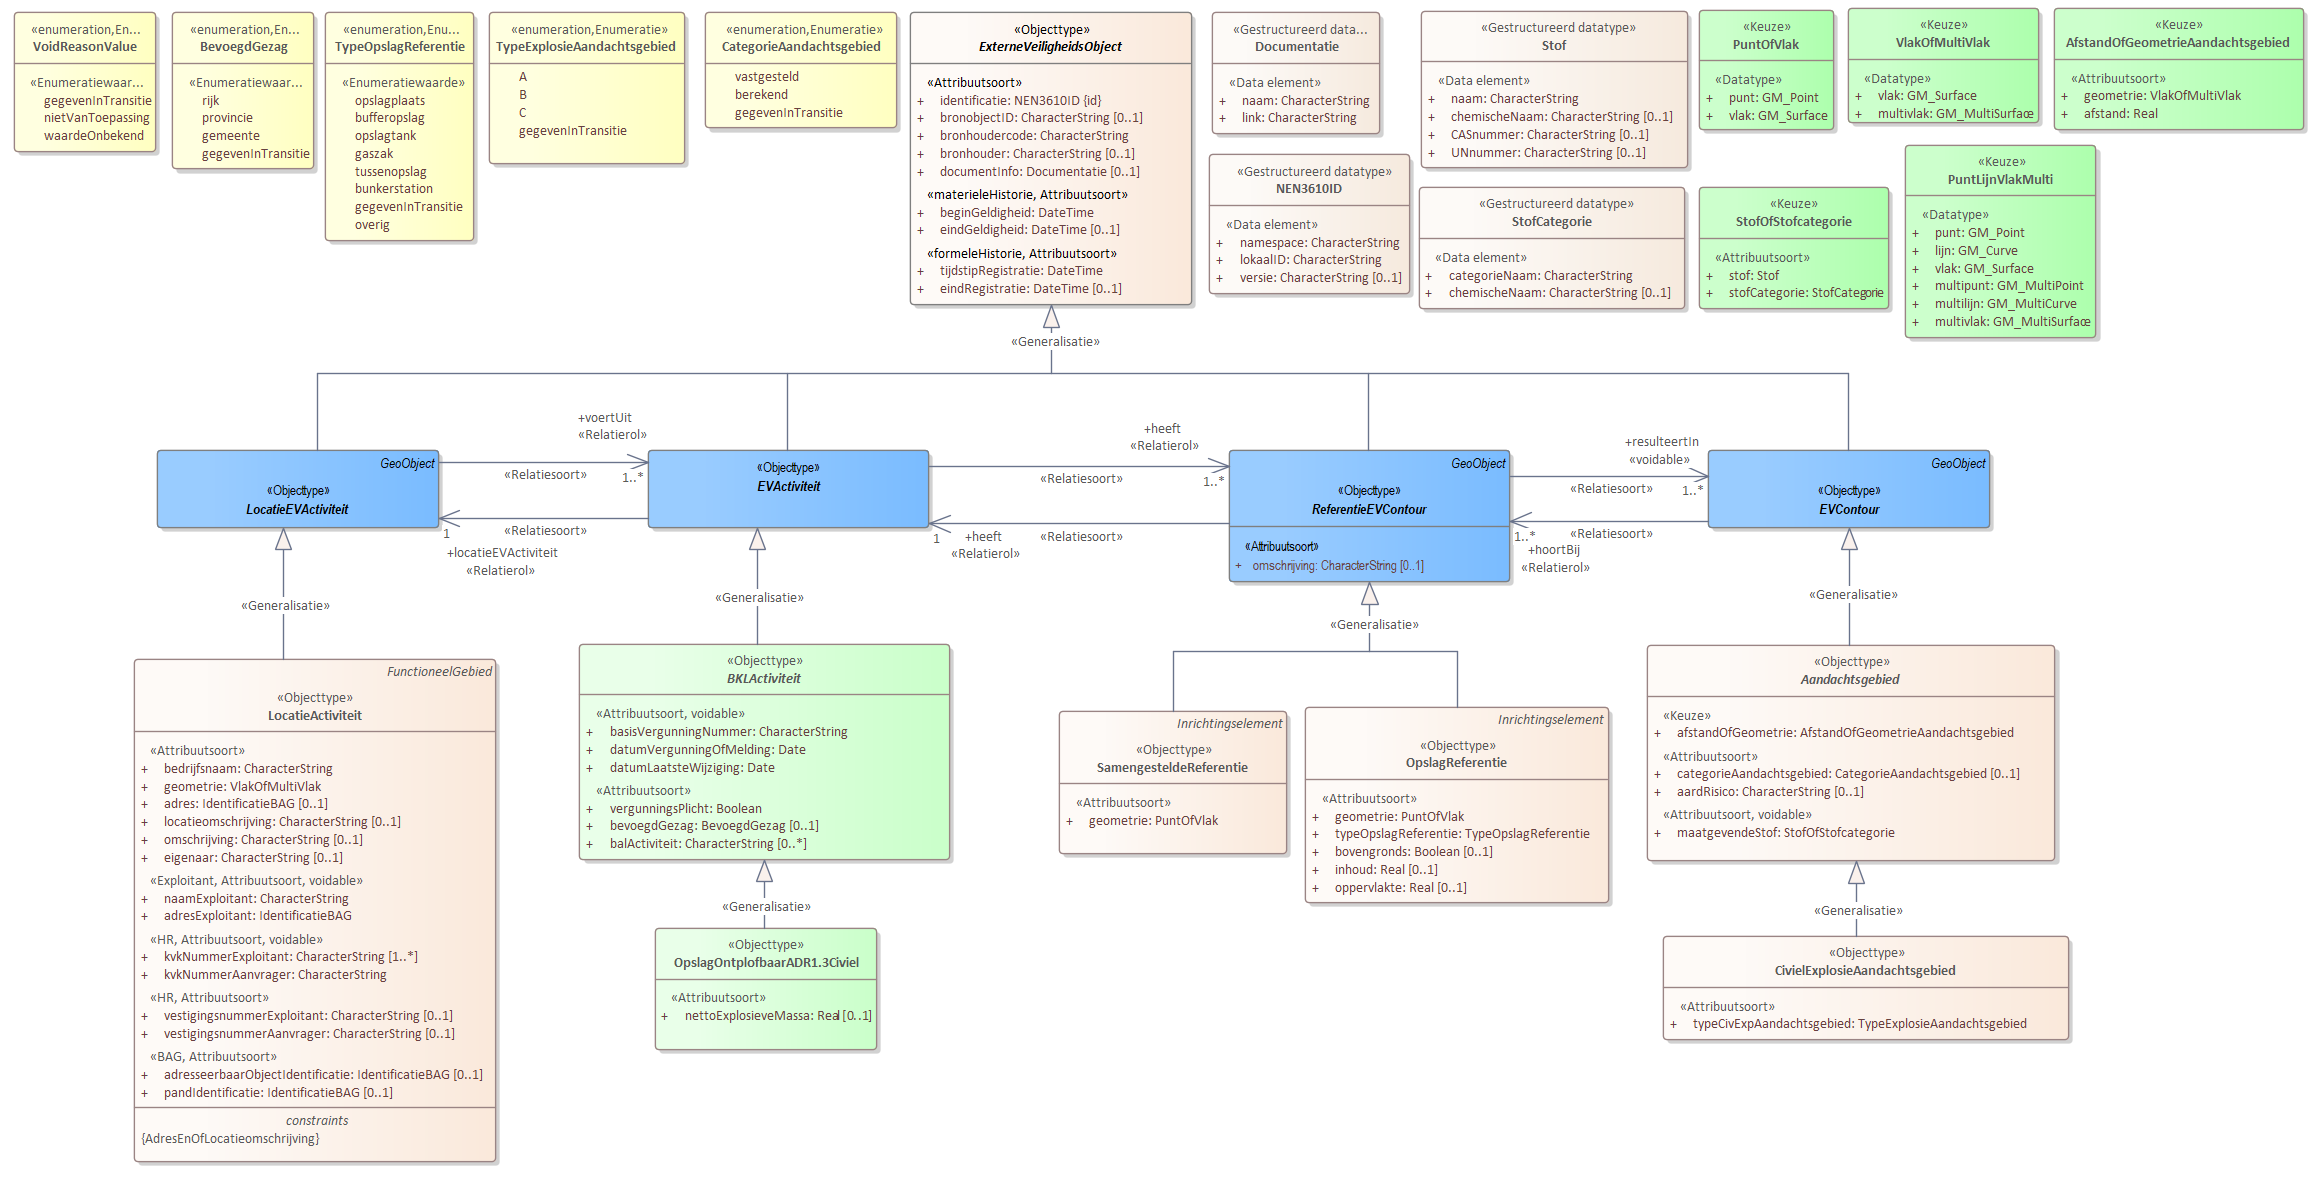 «enumeration,En...
VoidReasonValue
«Enumeratiewaar...
gegevenInTransitie
nietVanToepassing
waardeOnbekend
«enumeration,En...
BevoegdGezag
«Enumeratiewaar...
rijk
provincie
gemeente
gegevenInTransitie
«enumeration,Enu...
TypeOpslagReferentie
«Enumeratiewaarde»
opslagplaats
bufferopslag
opslagtank
gaszak
tussenopslag
bunkerstation
gegevenInTransitie
overig
«enumeration,Enumeratie»
TypeExplosieAandachtsgebied
A
B
C
gegevenInTransitie
«enumeration,Enumeratie»
CategorieAandachtsgebied
vastgesteld
berekend
gegevenInTransitie
«Objecttype»
ExterneVeiligheidsObject
«Attribuutsoort»
+ identificatie: NEN3610ID {id}
+ bronobjectID: CharacterString [0..1]
+ bronhoudercode: CharacterString
+ bronhouder: CharacterString [0..1]
+ documentInfo: Documentatie [0..1]
«materieleHistorie, Attribuutsoort»
+ beginGeldigheid: DateTime
+ eindGeldigheid: DateTime [0..1]
«formeleHistorie, Attribuutsoort»
+ tijdstipRegistratie: DateTime
+ eindRegistratie: DateTime [0..1]
«Gestructureerd data...
Documentatie
«Data element»
+ naam: CharacterString
+ link: CharacterString
«Gestructureerd datatype»
NEN3610ID
«Data element»
+ namespace: CharacterString
+ lokaalID: CharacterString
+ versie: CharacterString [0..1]
«Gestructureerd datatype»
Stof
«Data element»
+ naam: CharacterString
+ chemischeNaam: CharacterString [0..1]
+ CASnummer: CharacterString [0..1]
+ UNnummer: CharacterString [0..1]
«Gestructureerd datatype»
StofCategorie
«Data element»
+ categorieNaam: CharacterString
+ chemischeNaam: CharacterString [0..1]
«Keuze»
PuntOfVlak
«Datatype»
+ punt: GM_Point
+ vlak: GM_Surface
«Keuze»
VlakOfMultiVlak
«Datatype»
+ vlak: GM_Surface
+ multivlak: GM_MultiSurface
«Keuze»
AfstandOfGeometrieAandachtsgebied
«Attribuutsoort»
+ geometrie: VlakOfMultiVlak
+ afstand: Real
«Keuze»
StofOfStofcategorie
«Attribuutsoort»
+ stof: Stof
+ stofCategorie: StofCategorie
«Keuze»
PuntLijnVlakMulti
«Datatype»
+ punt: GM_Point
+ lijn: GM_Curve
+ vlak: GM_Surface
+ multipunt: GM_MultiPoint
+ multilijn: GM_MultiCurve
+ multivlak: GM_MultiSurface
«Generalisatie»
GeoObject
«Objecttype»
LocatieEVActiviteit
+voertUit
«Relatierol»
«Relatiesoort»
1..*
«Relatiesoort»
1
+locatieEVActiviteit
«Relatierol»
«Objecttype»
EVActiviteit
+heeft
«Relatierol»
«Relatiesoort»
1..*
«Relatiesoort»
1
+heeft
«Relatierol»
GeoObject
«Objecttype»
ReferentieEVContour
«Attribuutsoort»
+ omschrijving: CharacterString [0..1]
+resulteertIn
«voidable»
«Relatiesoort»
1..*
«Relatiesoort»
1..*
+hoortBij
«Relatierol»
GeoObject
«Objecttype»
EVContour
«Generalisatie»
«Generalisatie»
«Generalisatie»
«Generalisatie»
FunctioneelGebied
«Objecttype»
LocatieActiviteit
«Attribuutsoort»
+ bedrijfsnaam: CharacterString
+ geometrie: VlakOfMultiVlak
+ adres: IdentificatieBAG [0..1]
+ locatieomschrijving: CharacterString [0..1]
+ omschrijving: CharacterString [0..1]
+ eigenaar: CharacterString [0..1]
«Exploitant, Attribuutsoort, voidable»
+ naamExploitant: CharacterString
+ adresExploitant: IdentificatieBAG
«HR, Attribuutsoort, voidable»
+ kvkNummerExploitant: CharacterString [1..*]
+ kvkNummerAanvrager: CharacterString
«HR, Attribuutsoort»
+ vestigingsnummerExploitant: CharacterString [0..1]
+ vestigingsnummerAanvrager: CharacterString [0..1]
«BAG, Attribuutsoort»
+ adresseerbaarObjectIdentificatie: IdentificatieBAG [0..1]
+ pandIdentificatie: IdentificatieBAG [0..1]
constraints
{AdresEnOfLocatieomschrijving}
«Objecttype»
BKLActiviteit
«Attribuutsoort, voidable»
+ basisVergunningNummer: CharacterString
+ datumVergunningOfMelding: Date
+ datumLaatsteWijziging: Date
«Attribuutsoort»
+ vergunningsPlicht: Boolean
+ bevoegdGezag: BevoegdGezag [0..1]
+ balActiviteit: CharacterString [0..*]
«Generalisatie»
«Objecttype»
OpslagOntplofbaarADR1.3Civiel
«Attribuutsoort»
+ nettoExplosieveMassa: Real [0..1]
Inrichtingselement
«Objecttype»
SamengesteldeReferentie
«Attribuutsoort»
+ geometrie: PuntOfVlak
Inrichtingselement
«Objecttype»
OpslagReferentie
«Attribuutsoort»
+ geometrie: PuntOfVlak
+ typeOpslagReferentie: TypeOpslagReferentie
+ bovengronds: Boolean [0..1]
+ inhoud: Real [0..1]
+ oppervlakte: Real [0..1]
«Objecttype»
Aandachtsgebied
«Keuze»
+ afstandOfGeometrie: AfstandOfGeometrieAandachtsgebied
«Attribuutsoort»
+ categorieAandachtsgebied: CategorieAandachtsgebied [0..1]
+ aardRisico: CharacterString [0..1]
«Attribuutsoort, voidable»
+ maatgevendeStof: StofOfStofcategorie
«Generalisatie»
«Objecttype»
CivielExplosieAandachtsgebied
«Attribuutsoort»
+ typeCivExpAandachtsgebied: TypeExplosieAandachtsgebied